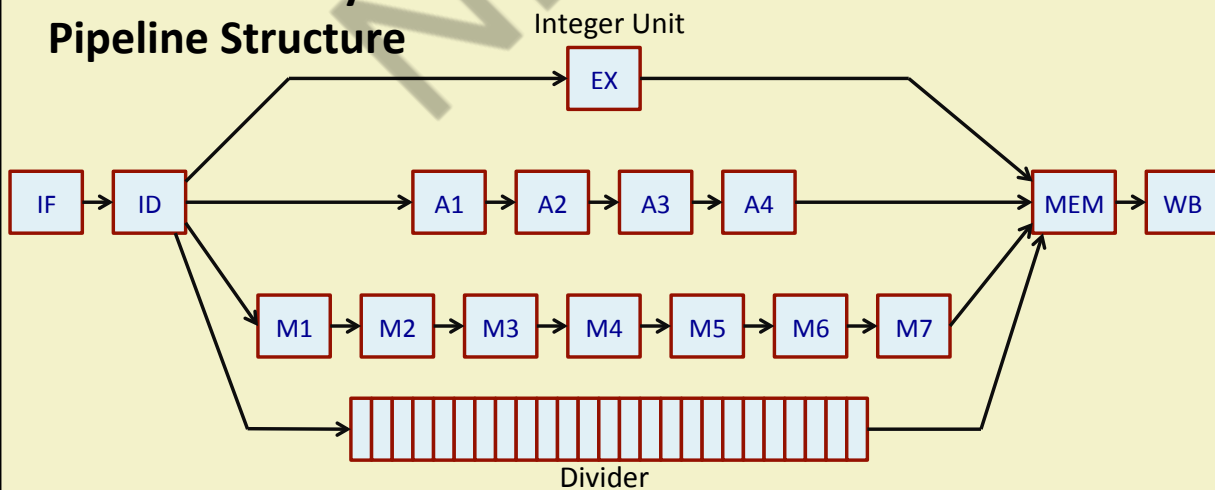 Pipeline Structure
Integer Unit
EX
IF
ID
A1
A2
A3
A4
MEM
WB
M1
M2
M3
M4
M5
M6
M7
Divider